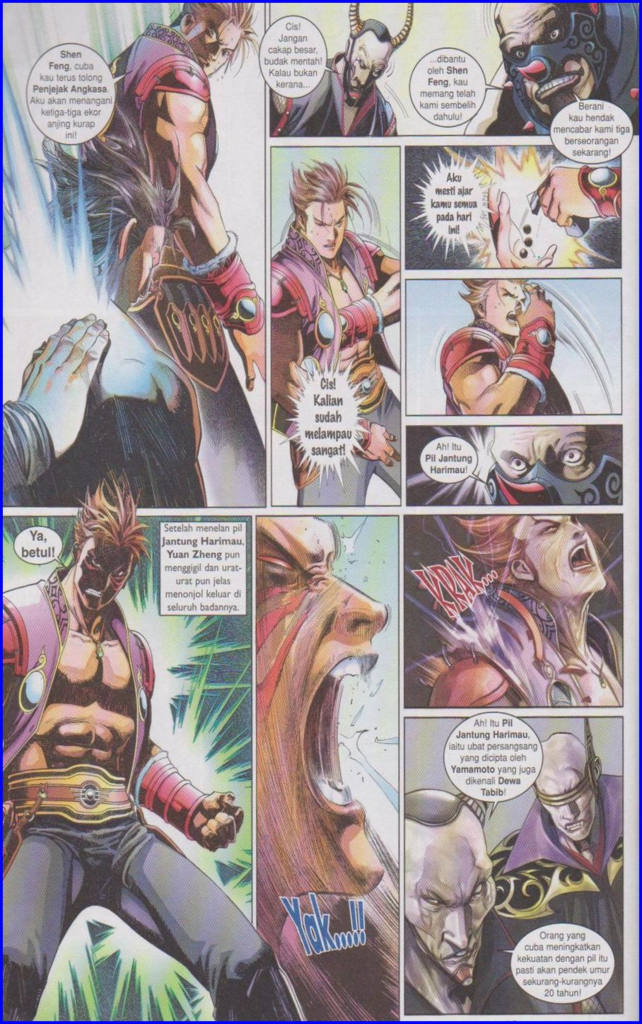 Shen
Feng, cuba
kau terus tolong
Penjejak Angkasa.
Aku akan menangani
ketiga-tiga ekor
anjing kurap
ini!
Cis!
Jangan
cakap besar,
budak mentah!
Kalau bukan
kerana...
...dibantu
oleh Shen
Feng, kau
memang telah
kami sembelih
dahulu!
Berani
kau hendak
mencabar kami tiga
berseorangan
sekarang!
Cis!
Kalian
sudah
melampau
sangat!
Aku
mesti ajar
kamu semua
pada hari
ini!
Ah! Itu
Pil Jantung
Harimau!
Ya,
betul!
Setelah menelan pil
Jantung Harimau,
Yuan Zheng pun
menggigil dan urat-
urat pun jelas
menonjol keluar di
seluruh badannya.
Yak.....!!
KRAK...
Ah! Itu Pil
Jantung Harimau,
iaitu ubat persangsang
yang dicipta oleh
Yamamoto yang juga
dikenali Dewa
Tabib!
Orang yang
cuba meningkatkan
kekuatan dengan pil itu
pasti akan pendek umur
sekurang-kurangnya
20 tahun!